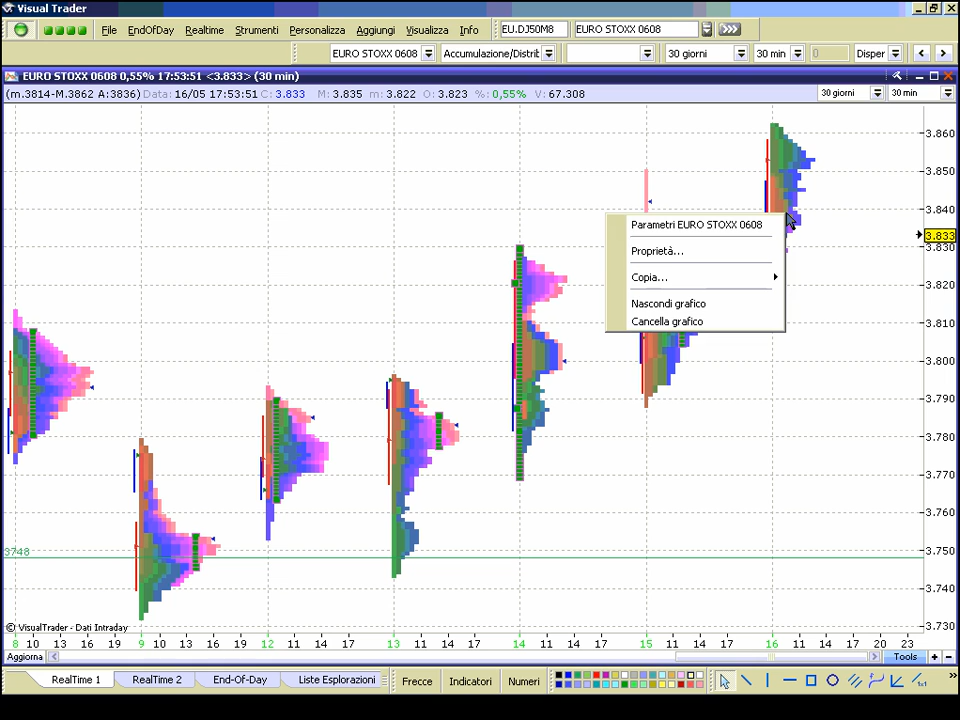 Visual Trader
File EndOfDay Realtime Strumenti Personalizza Aggiungi Visualizza Info EU.DJ50M8 EURO STOXX 0608
EURO STOXX 0608 Accumulazione/Distrit 30 giorni 30 min 0 Disper
EURO STOXX 0608 0,55% 17:53:51 <3.833> (30 min)
(m.3814-M.3862 A:3836) Data: 16/05 17:53:51 C: 3.833 M: 3.835 m: 3.822 O: 3.823 %: 0,55% V: 67.308 30 giorni 30 min
3.860
3.850
3.840
3.833
3.830
3.820
3.810
3.800
3.790
3.780
3.770
3.760
3.750
3.740
3.730
Parametri EURO STOXX 0608
Proprietà...
Copia...
Nascondi grafico
Cancella grafico
3748
© VisualTrader - Dati Intraday
8 10 13 16 19 9 10 13 16 19 12 11 14 17 13 11 14 17 14 11 14 17 15 11 14 17 16 11 14 17 20 23
Aggiorna Tools + -
RealTime 1 RealTime 2 End-Of-Day Liste Esplorazioni Frecce Indicatori Numeri